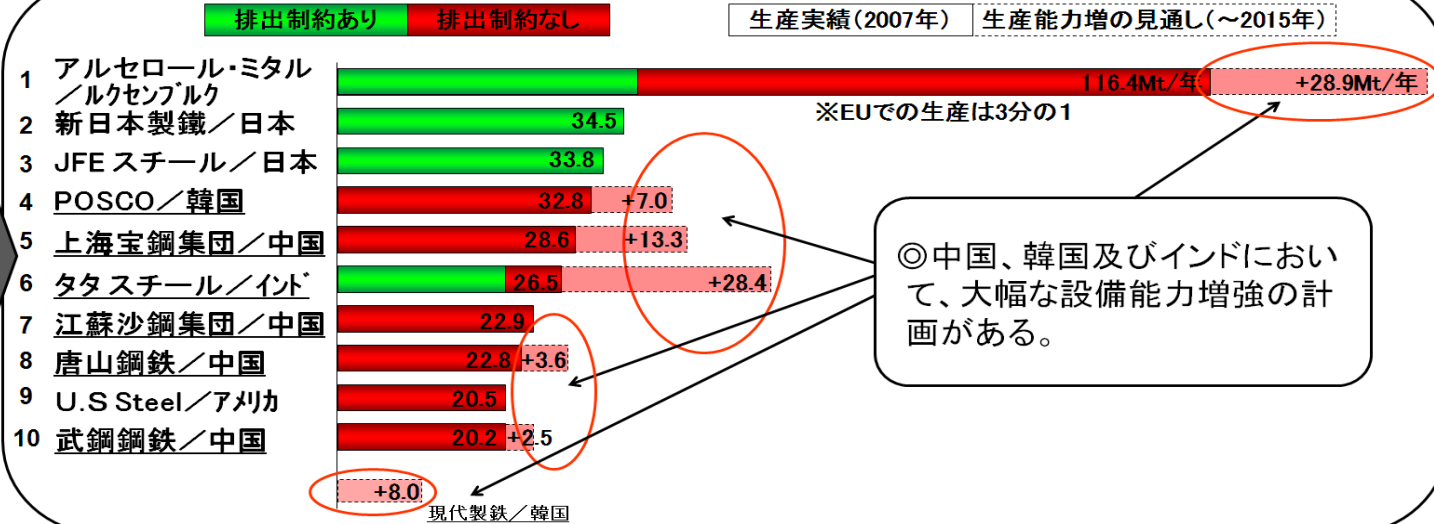 排出制約あり 排出制約なし 生産実績(2007年) 生産能力増の見通し(～2015年)
1 アルセロール・ミタル
／ルクセンブルク 116.4Mt/年 +28.9Mt/年
※EUでの生産は3分の1
2 新日本製鐵／日本 34.5
3 JFE スチール／日本 33.8
4 POSCO／韓国 32.8 +7.0
5 上海宝鋼集団／中国 28.6 +13.3
6 タタ スチール／インド 26.5 +28.4
7 江蘇沙鋼集団／中国 22.9
8 唐山鋼鉄／中国 22.8 +3.6
9 U.S Steel／アメリカ 20.5
10 武鋼鋼鉄／中国 20.2 +2.5
+8.0
現代製鉄／韓国
◎中国、韓国及びインドにおい
て、大幅な設備能力増強の計
画がある。